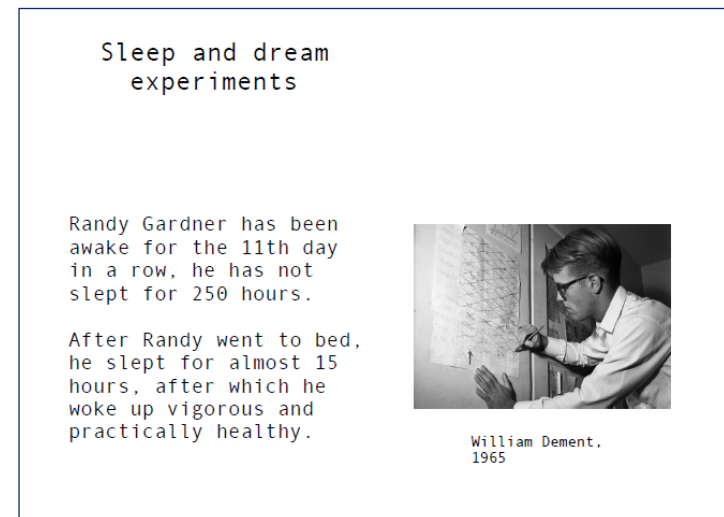 Sleep and dream
experiments
Randy Gardner has been
awake for the 11th day
in a row, he has not
slept for 250 hours.
After Randy went to bed,
he slept for almost 15
hours, after which he
woke up vigorous and
practically healthy.
William Dement,
1965